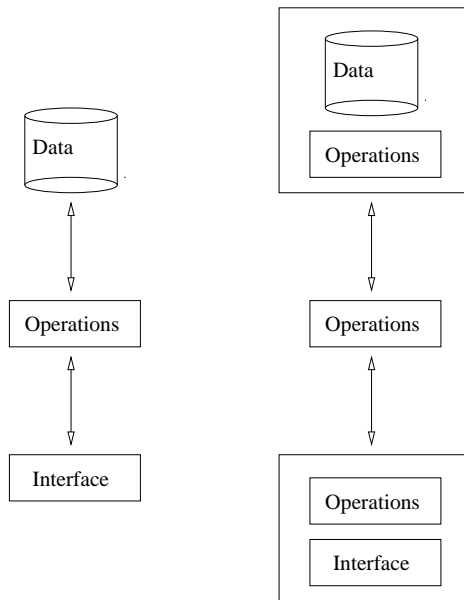 Data
Operations
Interface
Data
Operations
Operations
Operations
Interface